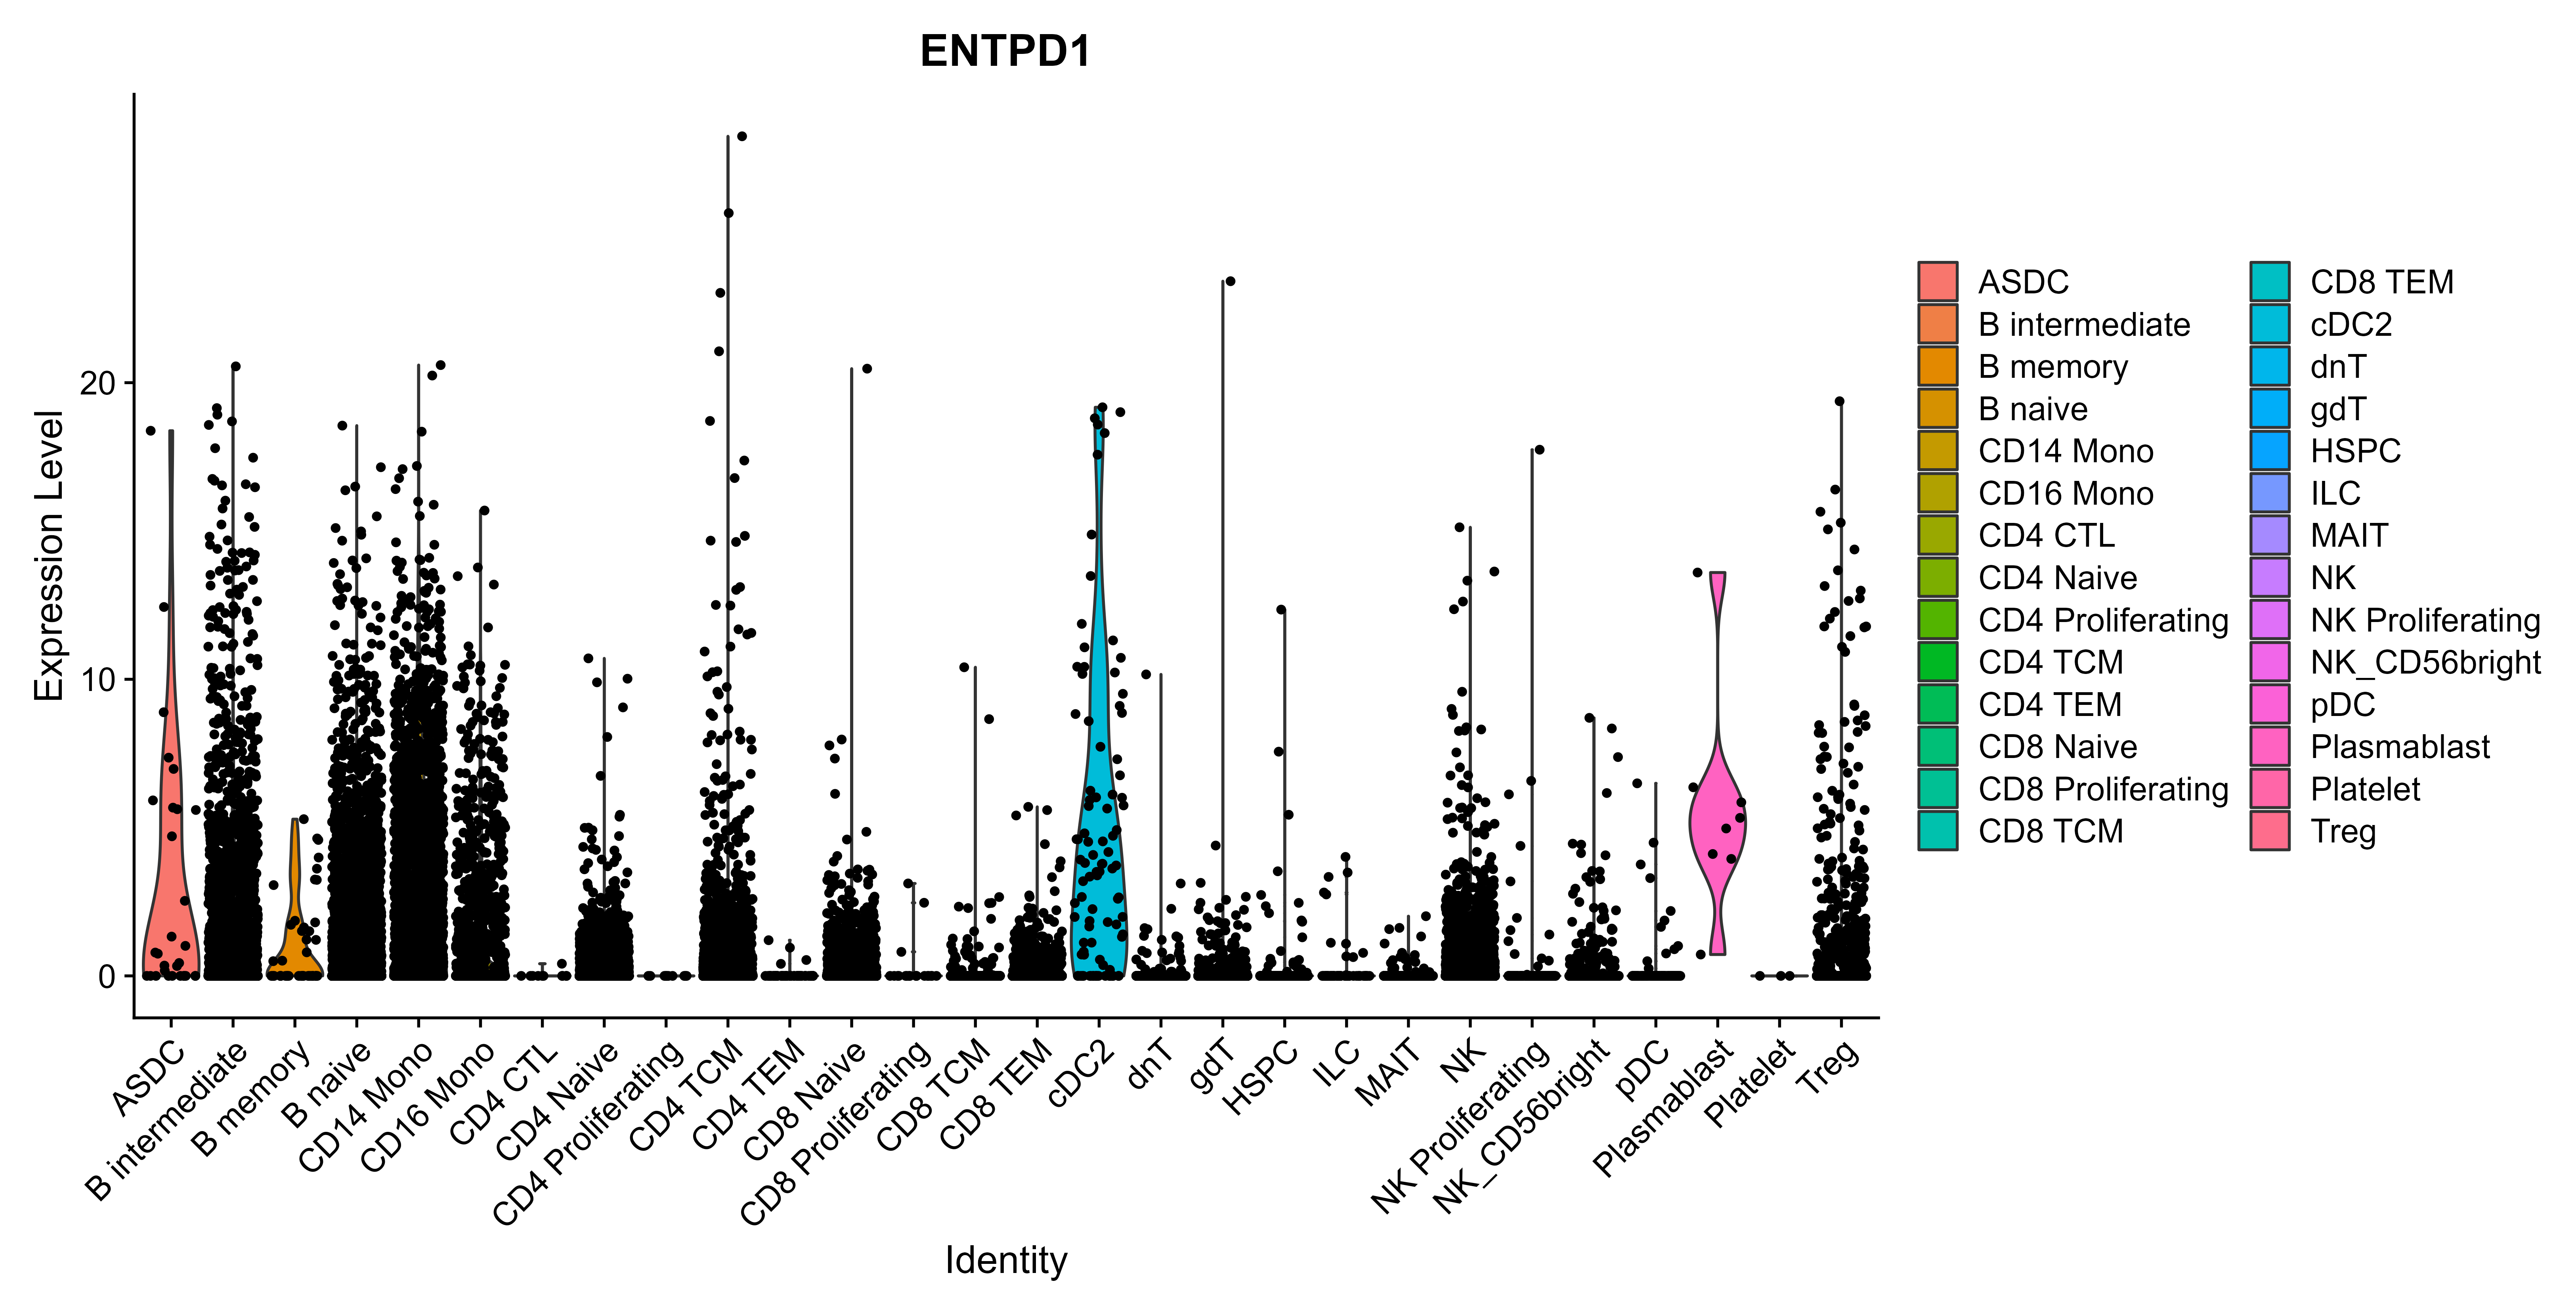 ENTPD1
Expression Level
20
10
0
ASDC
B intermediate
B memory
B naive
CD14 Mono
CD16 Mono
CD4 CTL
CD4 Naive
CD4 Proliferating
CD4 TCM
CD4 TEM
CD8 Naive
CD8 Proliferating
CD8 TCM
CD8 TEM
cDC2
dnT
gdT
HSPC
ILC
MAIT
NK
NK Proliferating
NK_CD56bright
pDC
Plasmablast
Platelet
Treg
Identity
ASDC
B intermediate
B memory
B naive
CD14 Mono
CD16 Mono
CD4 CTL
CD4 Naive
CD4 Proliferating
CD4 TCM
CD4 TEM
CD8 Naive
CD8 Proliferating
CD8 TCM
CD8 TEM
cDC2
dnT
gdT
HSPC
ILC
MAIT
NK
NK Proliferating
NK_CD56bright
pDC
Plasmablast
Platelet
Treg